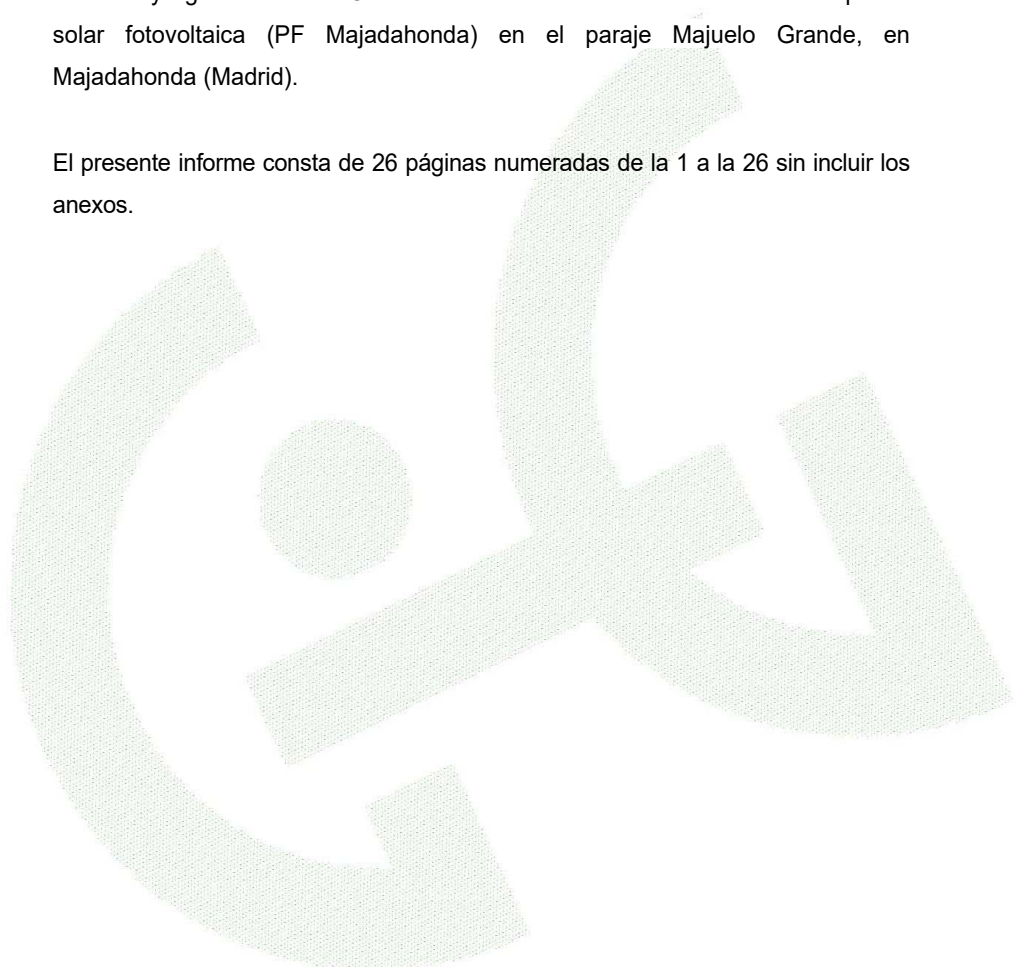 solar fotovoltaica (PF Majadahonda) en el paraje Majuelo Grande, en
Majadahonda (Madrid).
El presente informe consta de 26 páginas numeradas de la 1 a la 26 sin incluir los
anexos.